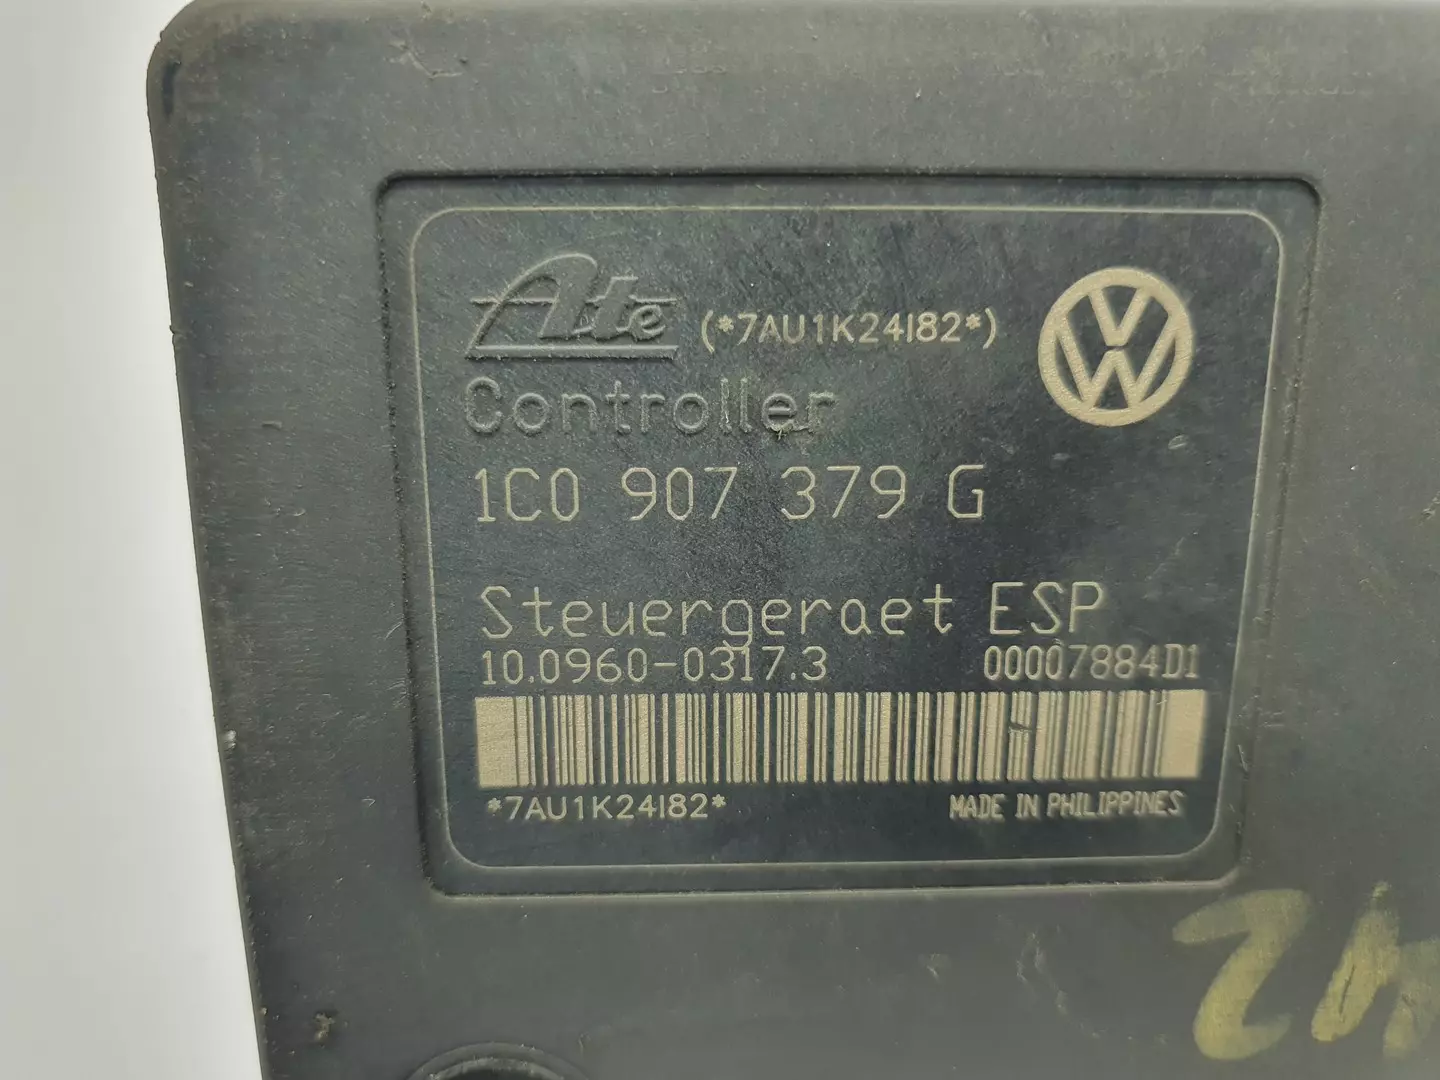 Ate (*7AU1K24I82*)
Controller
1C0 907 379 G
Steuergeraet ESP
10.0960-0317.3 00007884D1
*7AU1K24I82* MADE IN PHILIPPINES